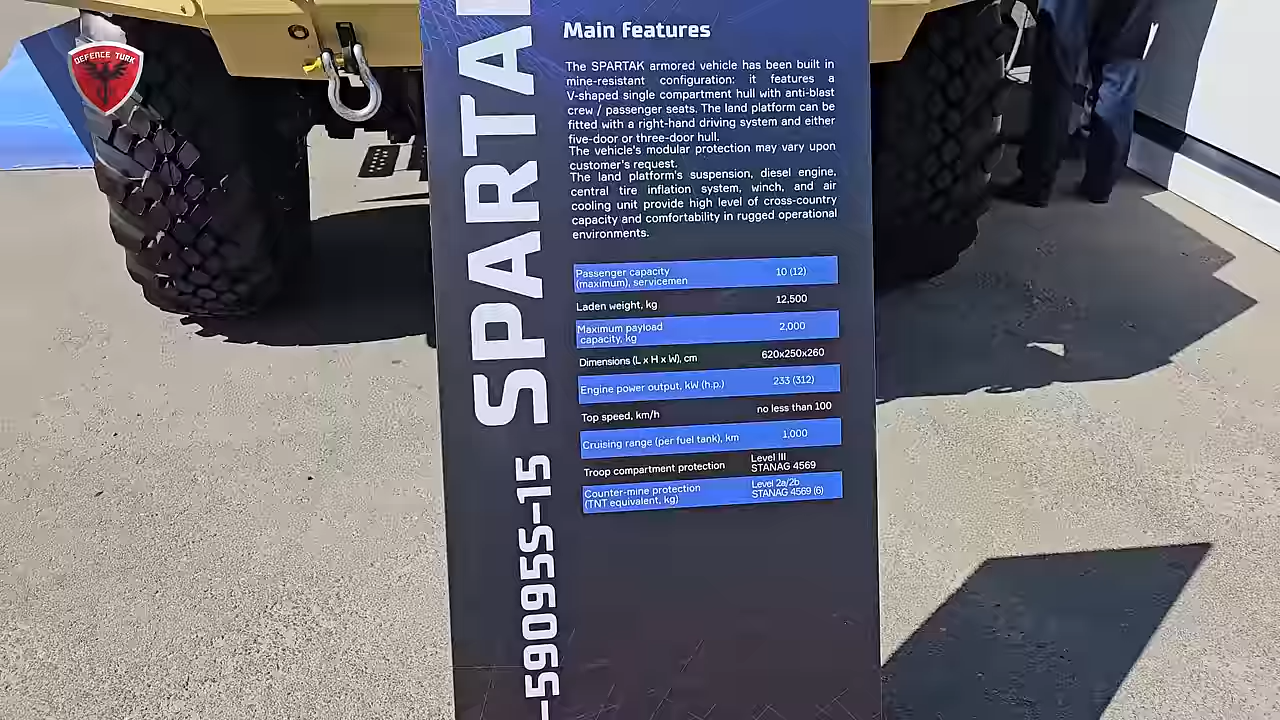 DEFENCE TURK
SPARTA
-59095S-15
Main features
The SPARTAK armored vehicle has been built in
mine-resistant configuration: it features a
V-shaped single compartment hull with anti-blast
crew / passenger seats. The land platform can be
fitted with a right-hand driving system and either
five-door or three-door hull.
The vehicle's modular protection may vary upon
customer's request.
The land platform's suspension, diesel engine,
central tire inflation system, winch, and air
cooling unit provide high level of cross-country
capacity and comfortability in rugged operational
environments.
Passenger capacity
(maximum), servicemen 10 (12)
Laden weight, kg 12,500
Maximum payload
capacity, kg 2,000
Dimensions (L x H x W), cm 620x250x260
Engine power output, kW (h.p.) 233 (312)
Top speed, km/h no less than 100
Cruising range (per fuel tank), km 1,000
Troop compartment protection Level III
STANAG 4569
Counter-mine protection Level 2a/2b
(TNT equivalent, kg) STANAG 4569 (6)